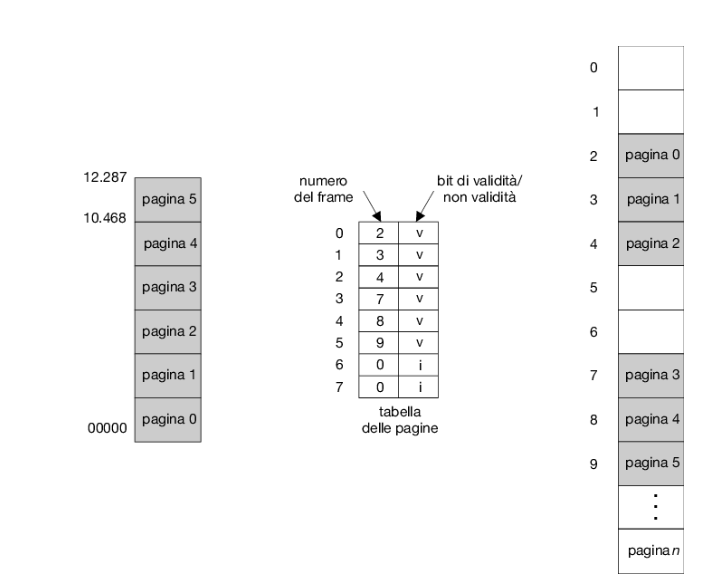 12.287
pagina 5
10.468
pagina 4
pagina 3
pagina 2
pagina 1
00000
pagina 0
numero
del frame
bit di validità/
non validità
0 2 v
1 3 v
2 4 v
3 7 v
4 8 v
5 9 v
6 0 i
7 0 i
tabella
delle pagine
0
1
2 pagina 0
3 pagina 1
4 pagina 2
5
6
7 pagina 3
8 pagina 4
9 pagina 5
pagina n